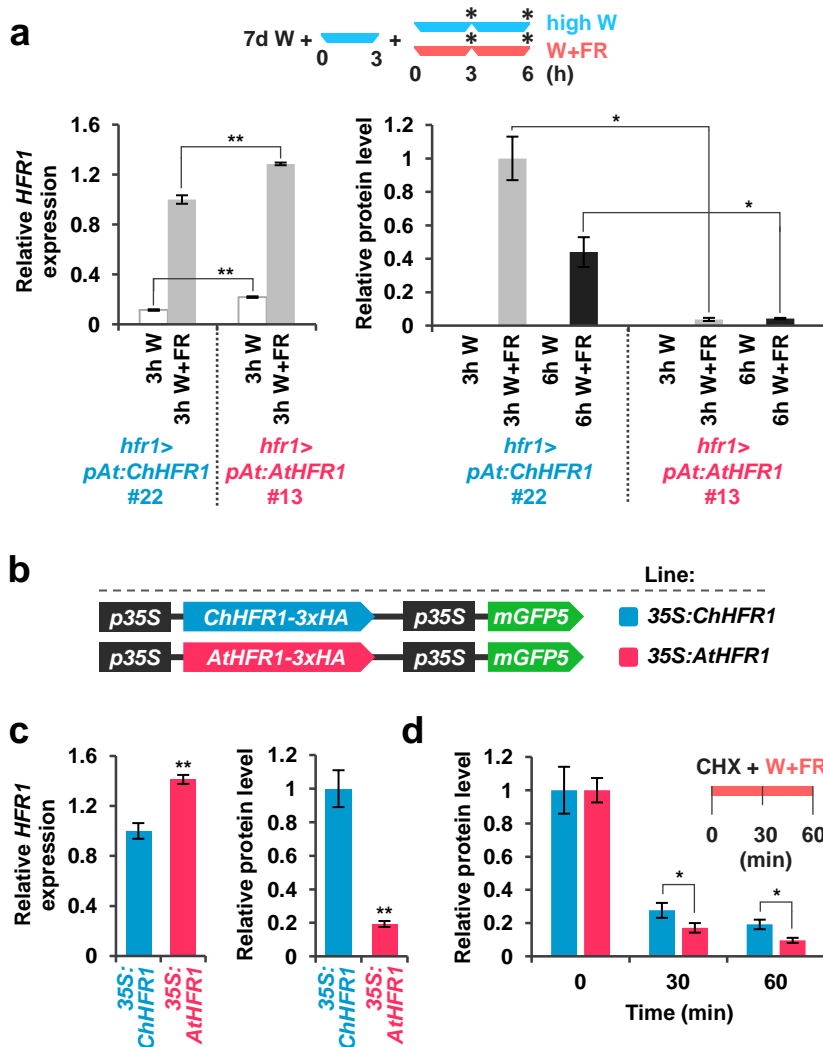 a
7d W + + high W
* *
* * W+FR
0 3 0 3 6 (h)
Relative HFR1 expression
1.6
1.2
0.8
0.4
0
**
**
3h W
3h W+FR
3h W
3h W+FR
hfr1>
pAt:ChHFR1
#22
hfr1>
pAt:AtHFR1
#13
Relative protein level
1.2
1
0.8
0.6
0.4
0.2
0
*
*
3h W
3h W+FR
6h W
6h W+FR
3h W
3h W+FR
6h W
6h W+FR
hfr1>
pAt:ChHFR1
#22
hfr1>
pAt:AtHFR1
#13
b
Line:
p35S ChHFR1-3xHA p35S mGFP5 35S:ChHFR1
p35S AtHFR1-3xHA p35S mGFP5 35S:AtHFR1
c
Relative HFR1 expression
1.6
1.2
0.8
0.4
0
**
35S:
ChHFR1
35S:
AtHFR1
Relative protein level
1.2
1
0.8
0.6
0.4
0.2
0
**
35S:
ChHFR1
35S:
AtHFR1
d
Relative protein level
1.2
1
0.8
0.6
0.4
0.2
0
CHX + W+FR
0 30 60
(min)
*
*
0 30 60
Time (min)